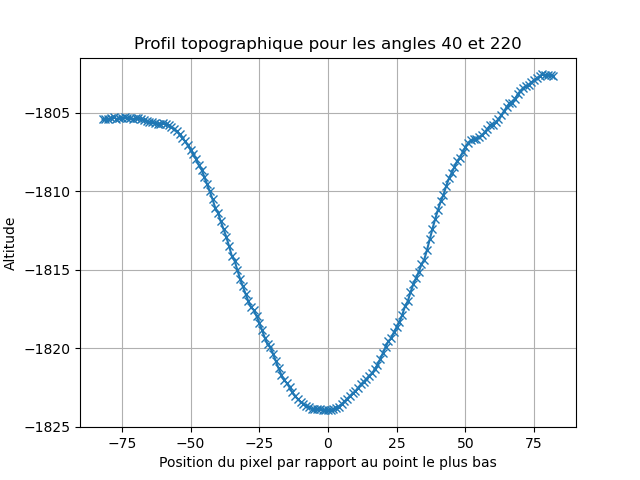 Profil topographique pour les angles 40 et 220
−1805
−1810
−1815
−1820
−1825
Altitude
−75 −50 −25 0 25 50 75
Position du pixel par rapport au point le plus bas